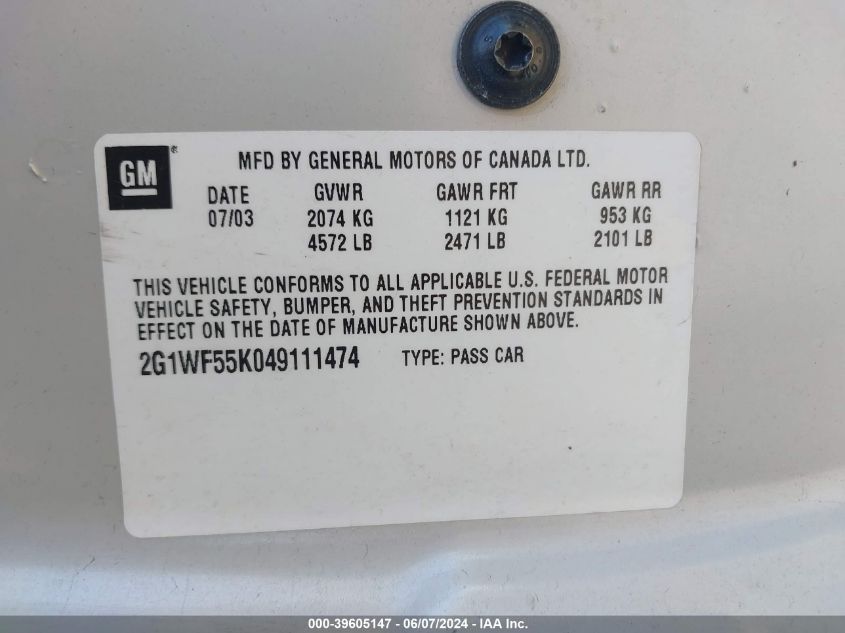 GM®
MFD BY GENERAL MOTORS OF CANADA LTD.
DATE GVWR GAWR FRT GAWR RR
07/03 2074 KG 1121 KG 953 KG
4572 LB 2471 LB 2101 LB
THIS VEHICLE CONFORMS TO ALL APPLICABLE U.S. FEDERAL MOTOR
VEHICLE SAFETY, BUMPER, AND THEFT PREVENTION STANDARDS IN
EFFECT ON THE DATE OF MANUFACTURE SHOWN ABOVE.
2G1WF55K049111474 TYPE: PASS CAR
000-39605147 - 06/07/2024 - IAA Inc.